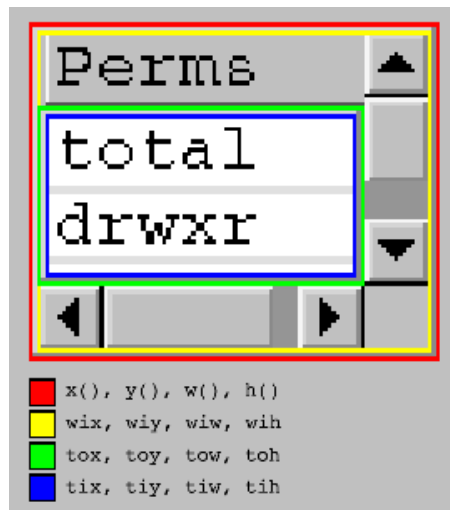 Perms
total
drwxr
x(), y(), w(), h()
wix, wiy, wiw, wih
tox, toy, tow, toh
tix, tiy, tiw, tih